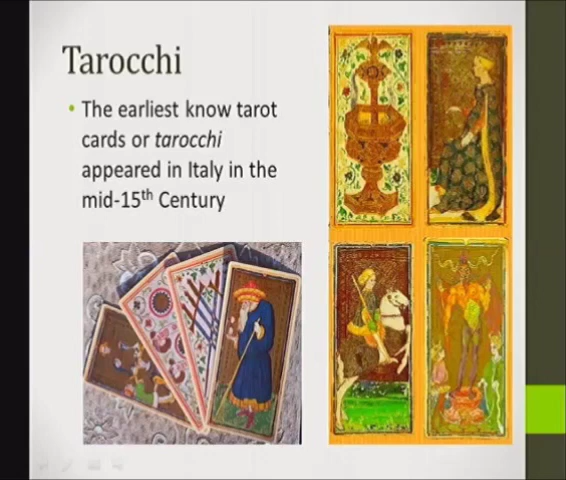 Tarocchi
• The earliest know tarot
cards or tarocchi
appeared in Italy in the
mid-15th Century